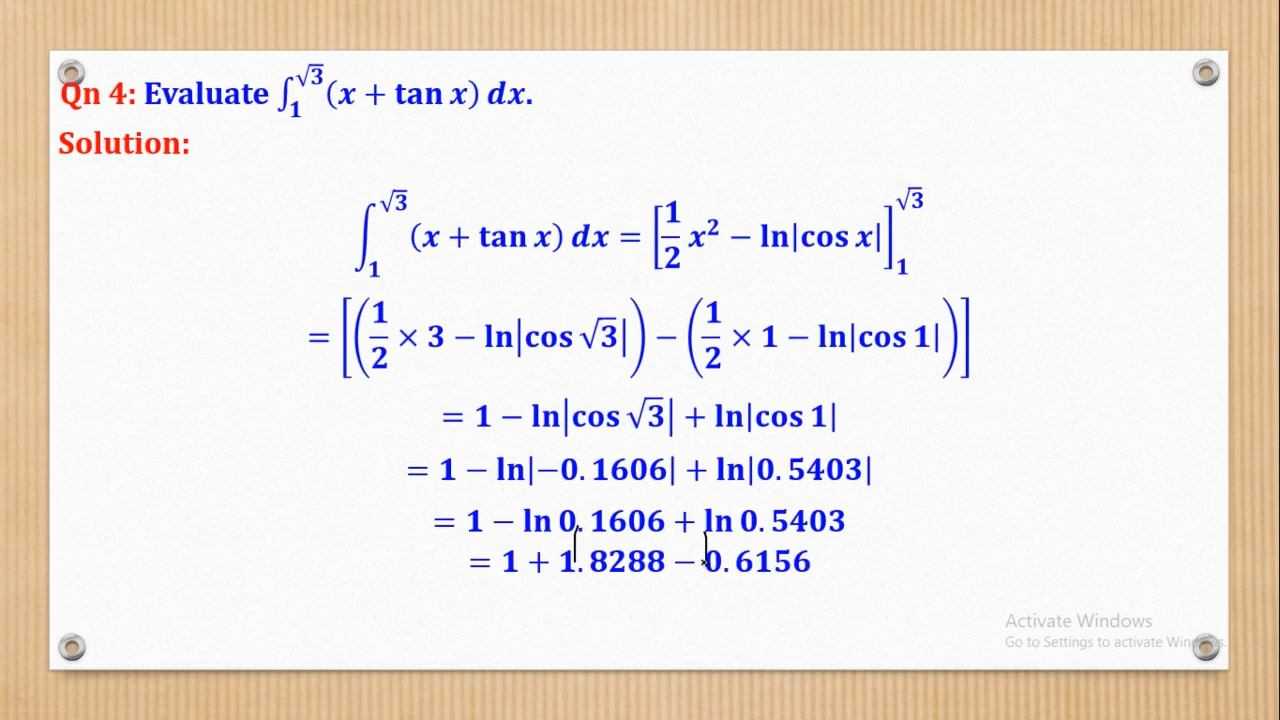 Qn 4: Evaluate ∫₁^√3 (x + tan x) dx.
Solution:
∫₁^√3 (x + tan x) dx = [1/2 x² − ln|cos x|]₁^√3
= [(1/2 × 3 − ln|cos √3|) − (1/2 × 1 − ln|cos 1|)]
= 1 − ln|cos √3| + ln|cos 1|
= 1 − ln|−0.1606| + ln|0.5403|
= 1 − ln 0.1606 + ln 0.5403
= 1 + 1.8288 − 0.6156
Activate Windows
Go to Settings to activate Windows.